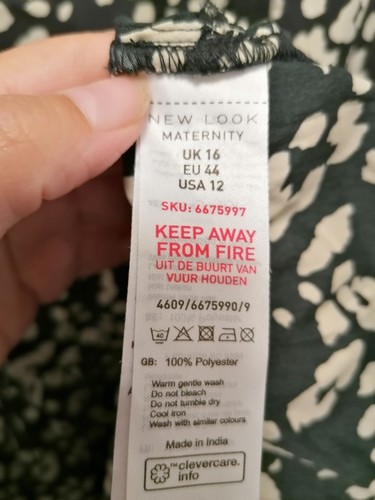 NEW LOOK
MATERNITY
UK 16
EU 44
USA 12
SKU: 6675997
KEEP AWAY
FROM FIRE
UIT DE BUURT VAN
VUUR HOUDEN
4609/6675990/9
40
GB: 100% Polyester
Warm gentle wash
Do not bleach
Do not tumble dry
Cool iron
Wash with similar colours
Made in India
™clevercare.
info